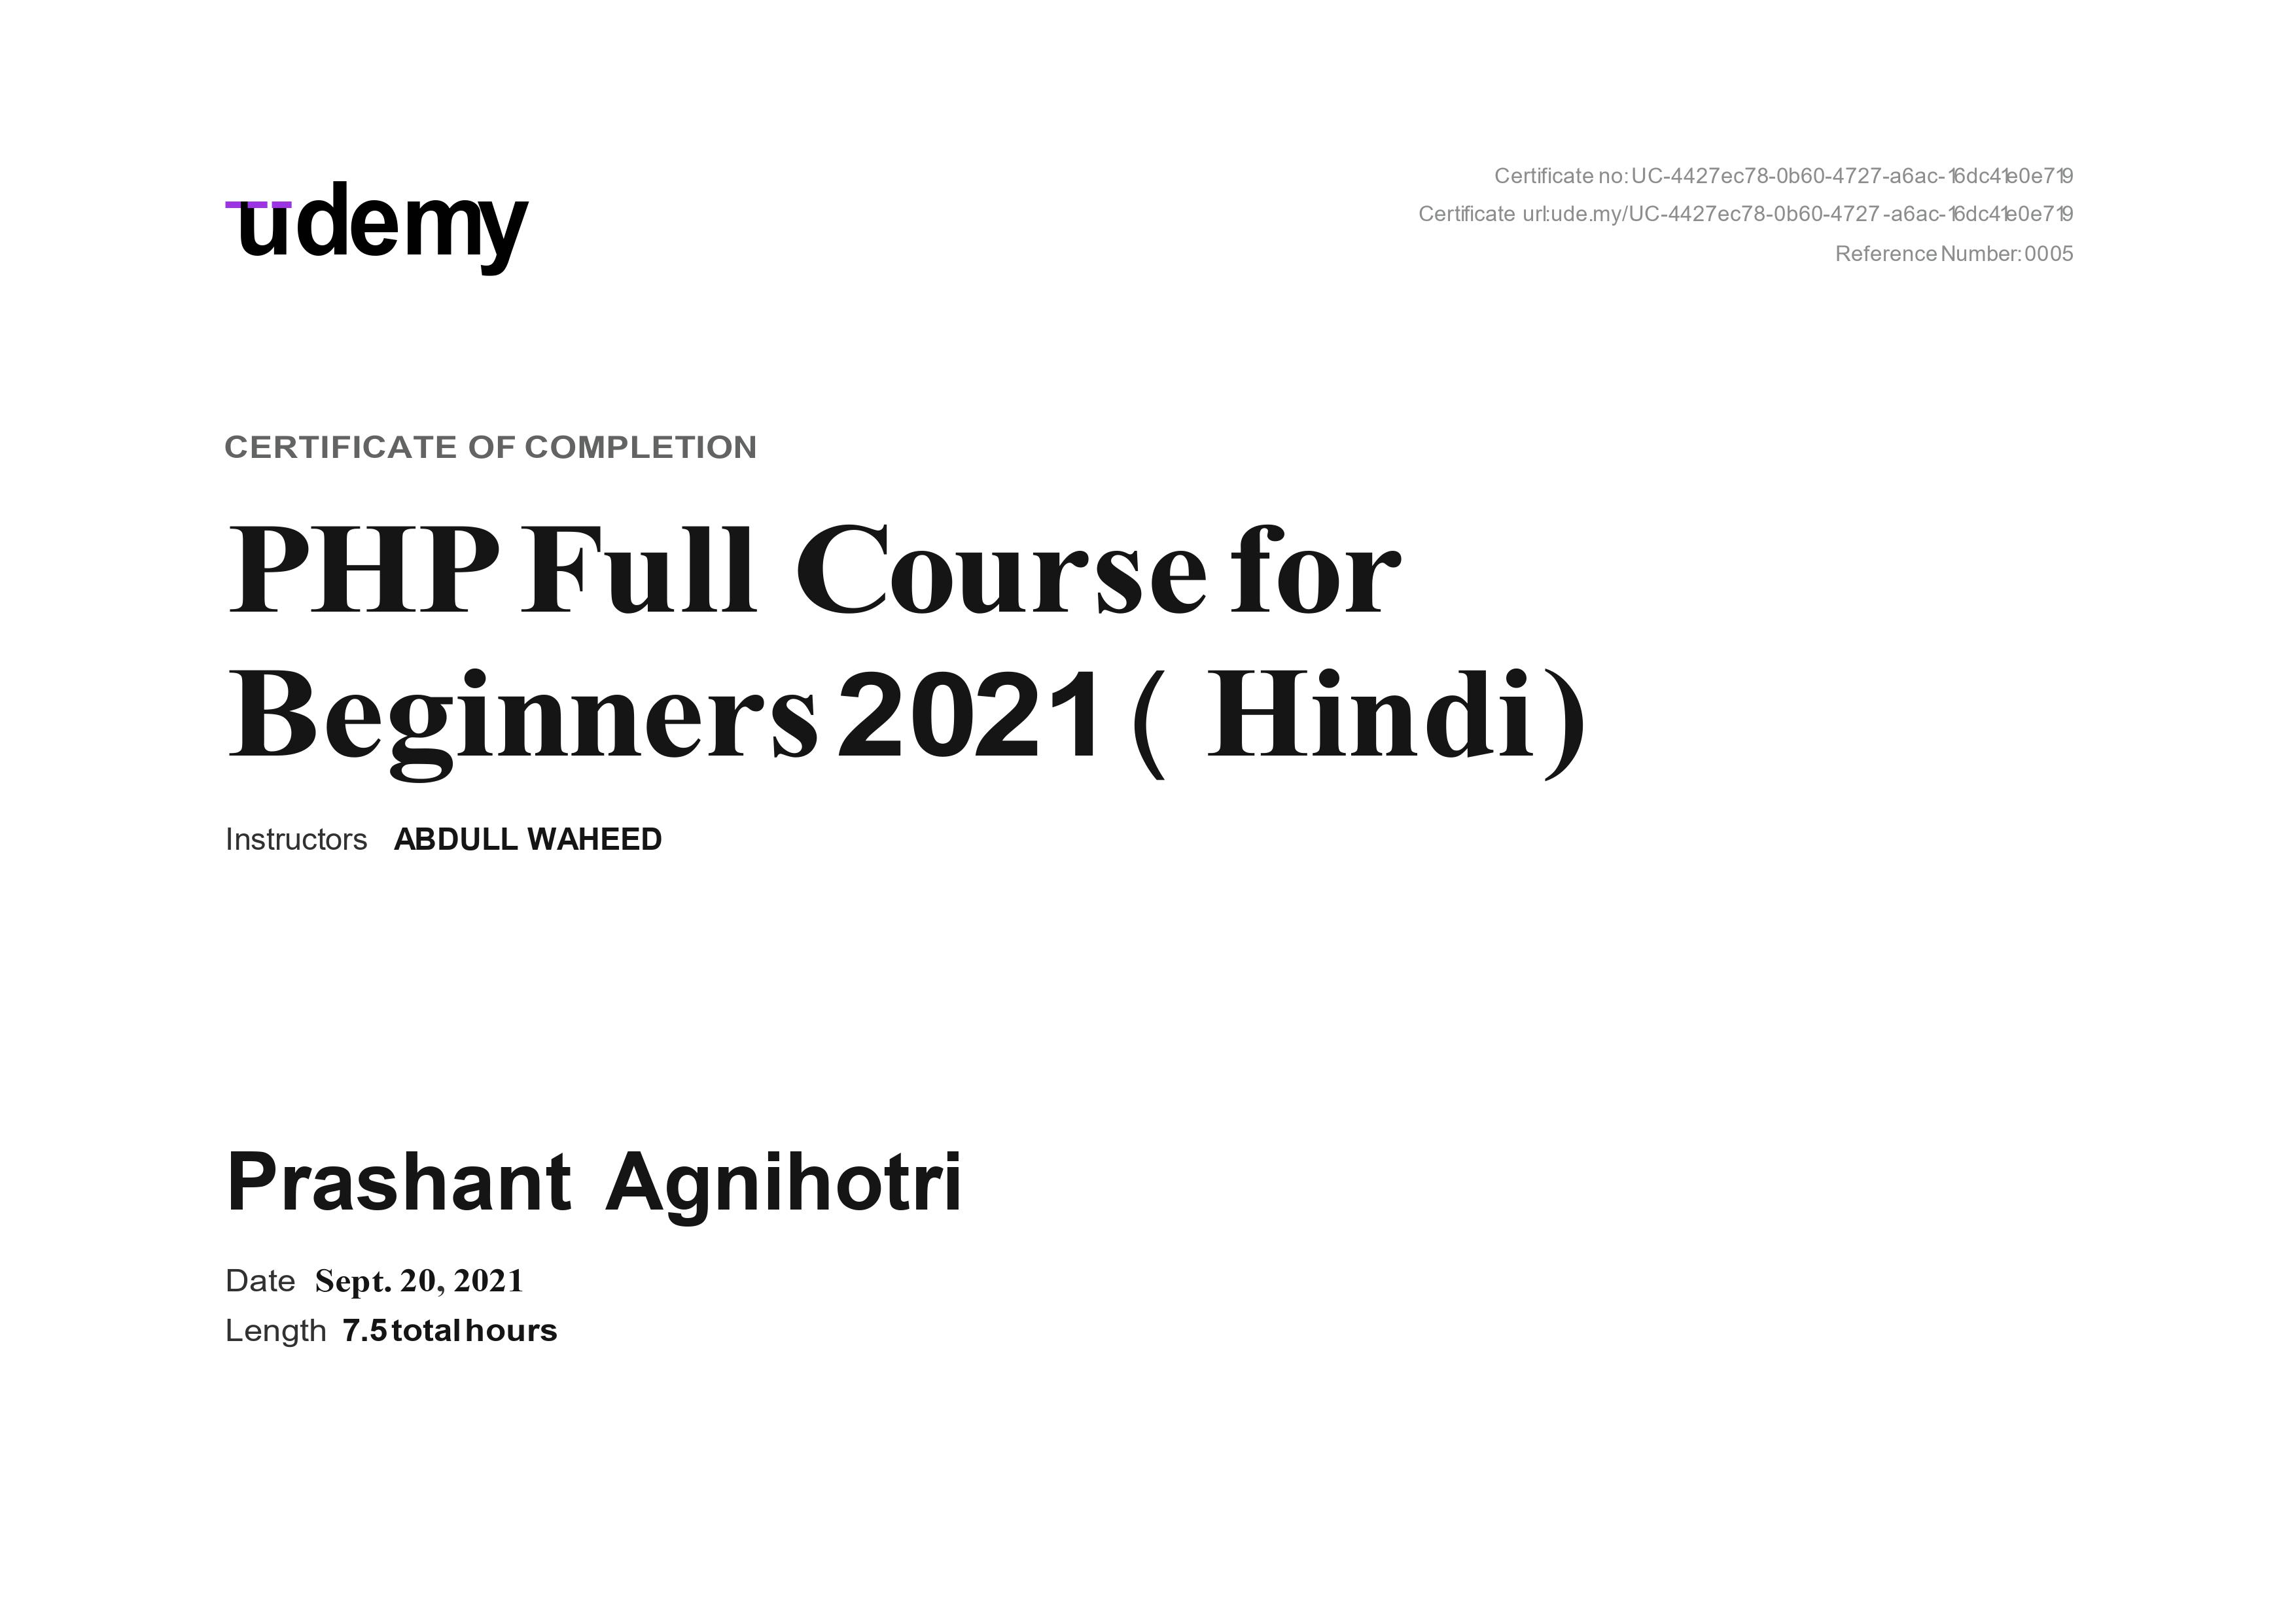 udemy
Certificate no: UC-4427ec78-0b60-4727-a6ac-16dc41e0e719
Certificate url: ude.my/UC-4427ec78-0b60-4727-a6ac-16dc41e0e719
Reference Number: 0005
CERTIFICATE OF COMPLETION
PHP Full Course for
Beginners 2021 ( Hindi)
Instructors ABDULL WAHEED
Prashant Agnihotri
Date Sept. 20, 2021
Length 7.5 total hours